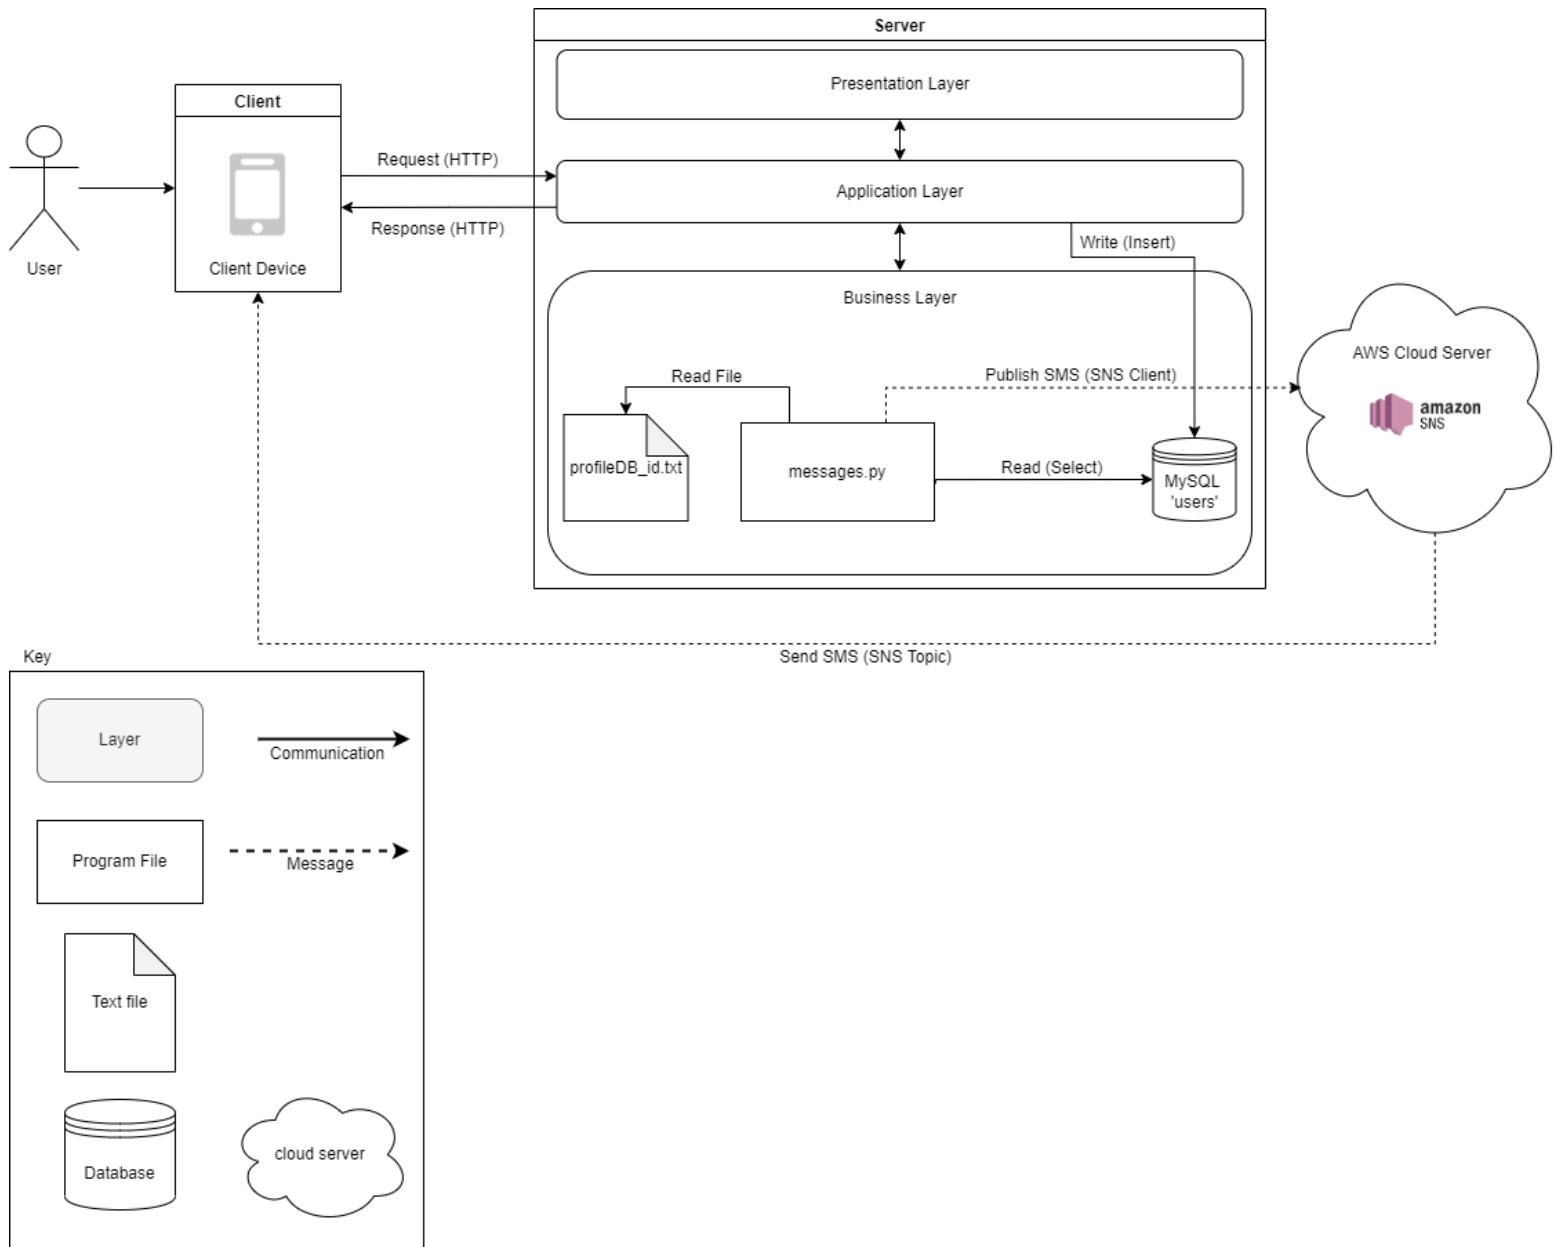 Server
Presentation Layer
Client
Request (HTTP)
Application Layer
Response (HTTP)
Write (Insert)
User
Client Device
Business Layer
AWS Cloud Server
Read File
Publish SMS (SNS Client)
amazon
SNS
profileDB_id.txt
messages.py
Read (Select)
MySQL
'users'
Send SMS (SNS Topic)
Key
Layer
Communication
Program File
Message
Text file
Database
cloud server